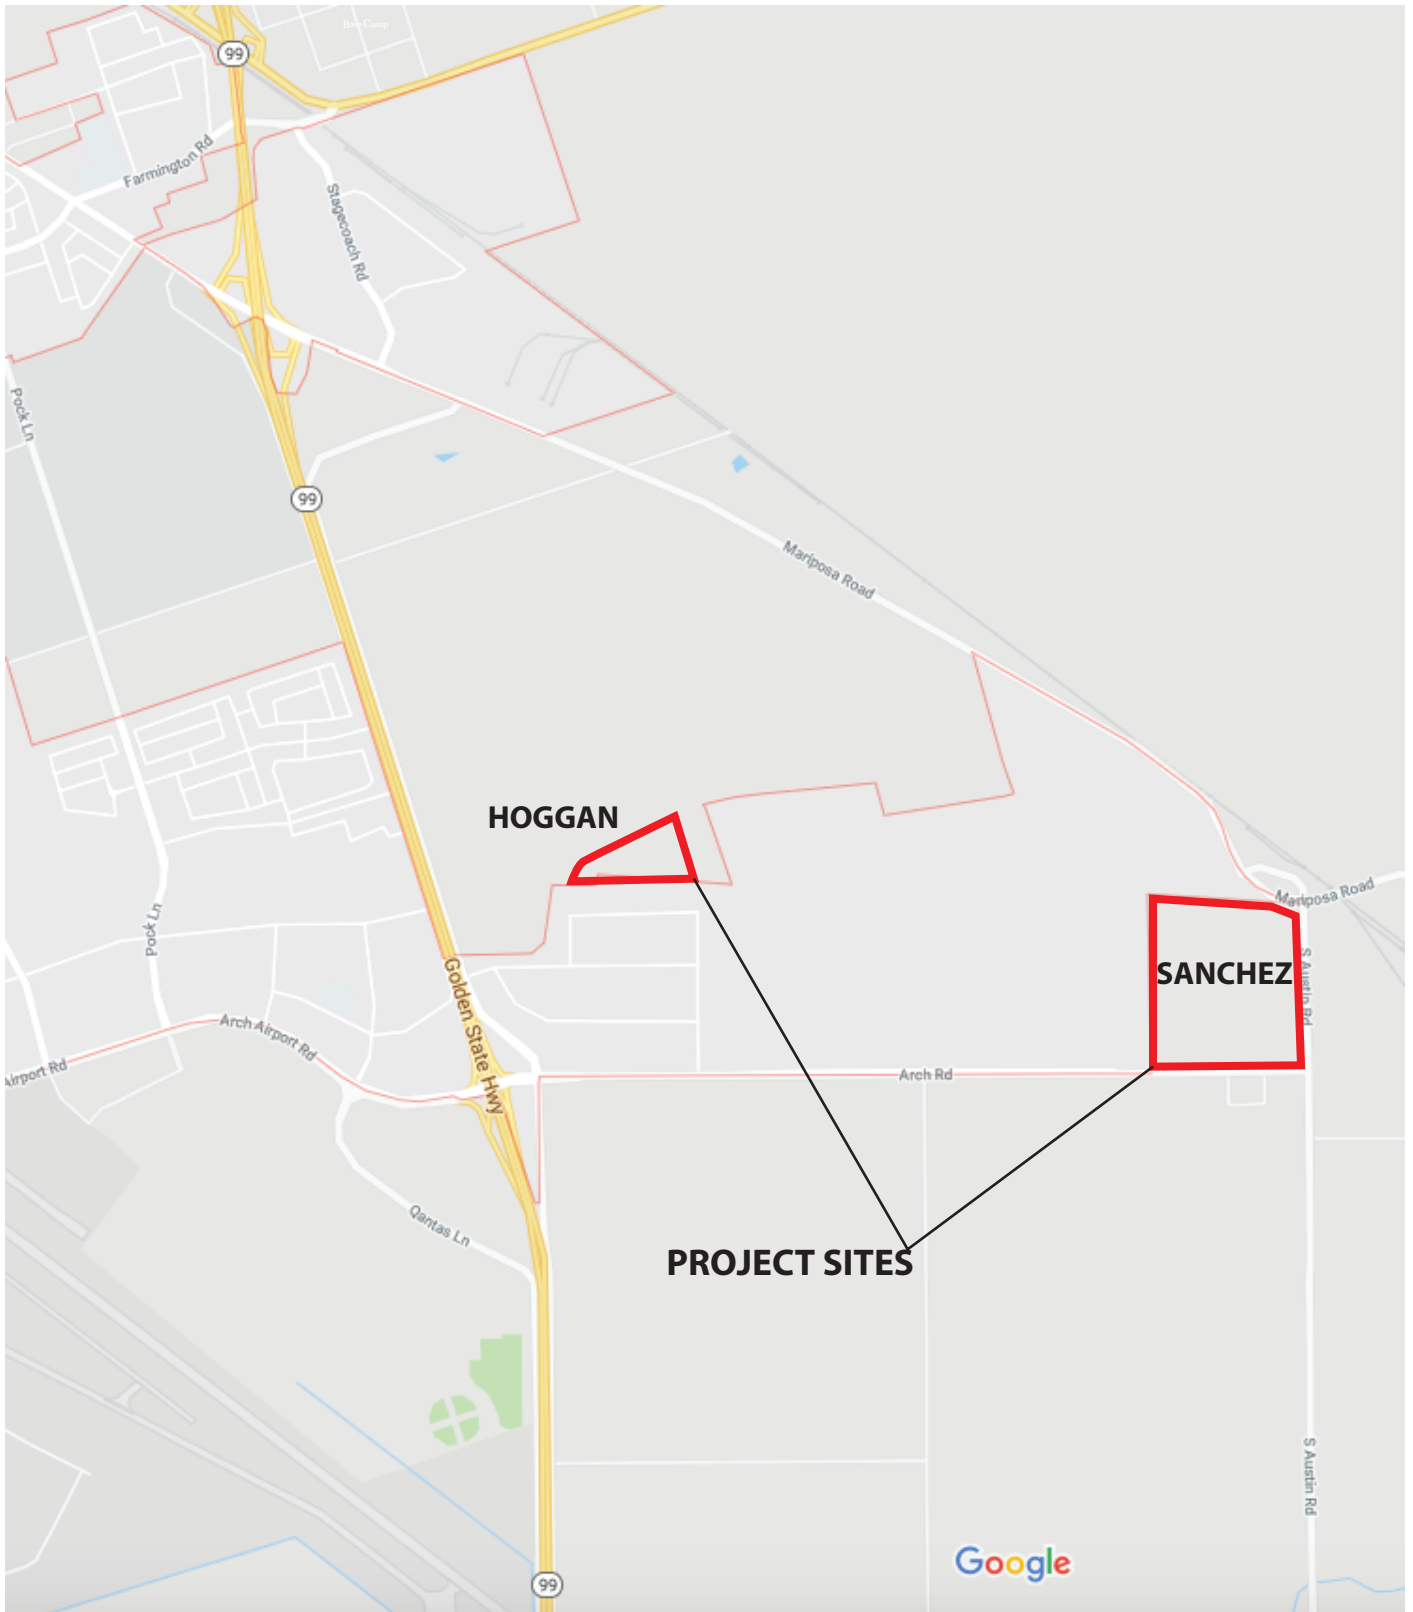 BaseCamp
99
Farmington Rd
Stagecoach Rd
Pock Ln
99
Mariposa Road
HOGGAN
Mariposa Road
Pock Ln
SANCHEZ
S Austin Rd
Golden State Hwy
Arch Airport Rd
Airport Rd
Arch Rd
Qantas Ln
PROJECT SITES
S Austin Rd
Google
99